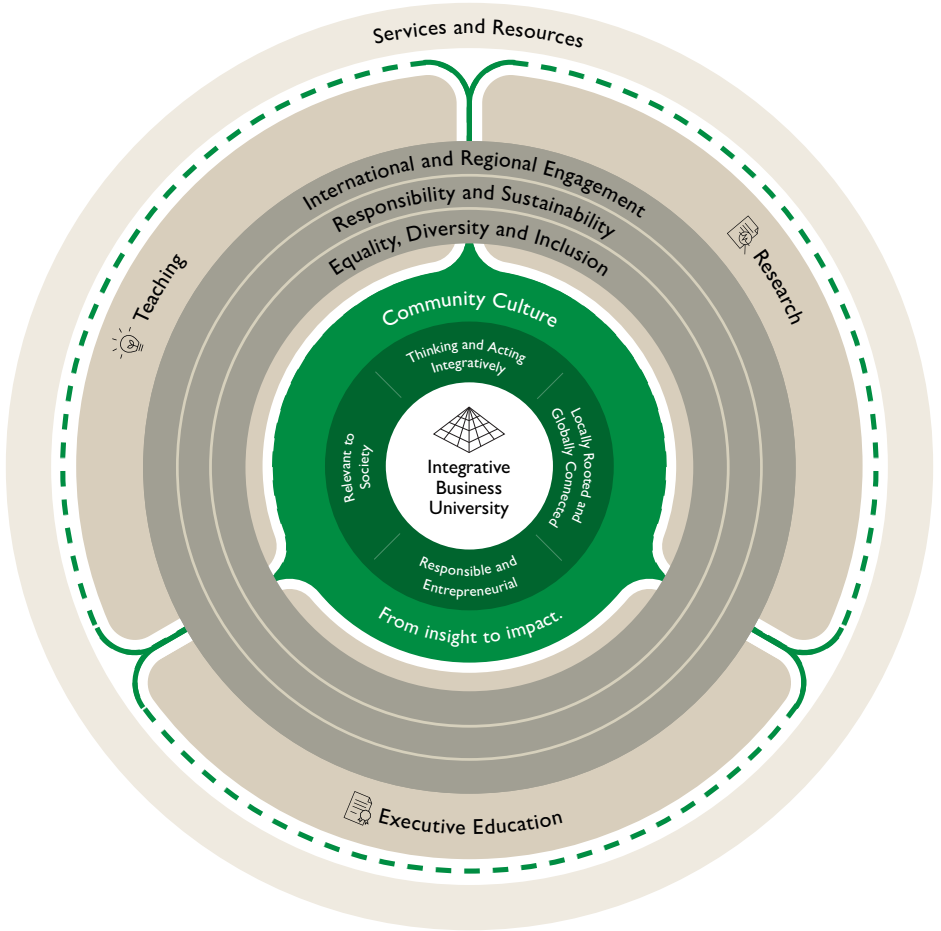 Services and Resources
Teaching
Research
International and Regional Engagement
Responsibility and Sustainability
Equality, Diversity and Inclusion
Community Culture
Thinking and Acting
Integratively
Relevant to
Society
Locally Rooted and
Globally Connected
Integrative
Business
University
Responsible and
Entrepreneurial
From insight to impact.
Executive Education